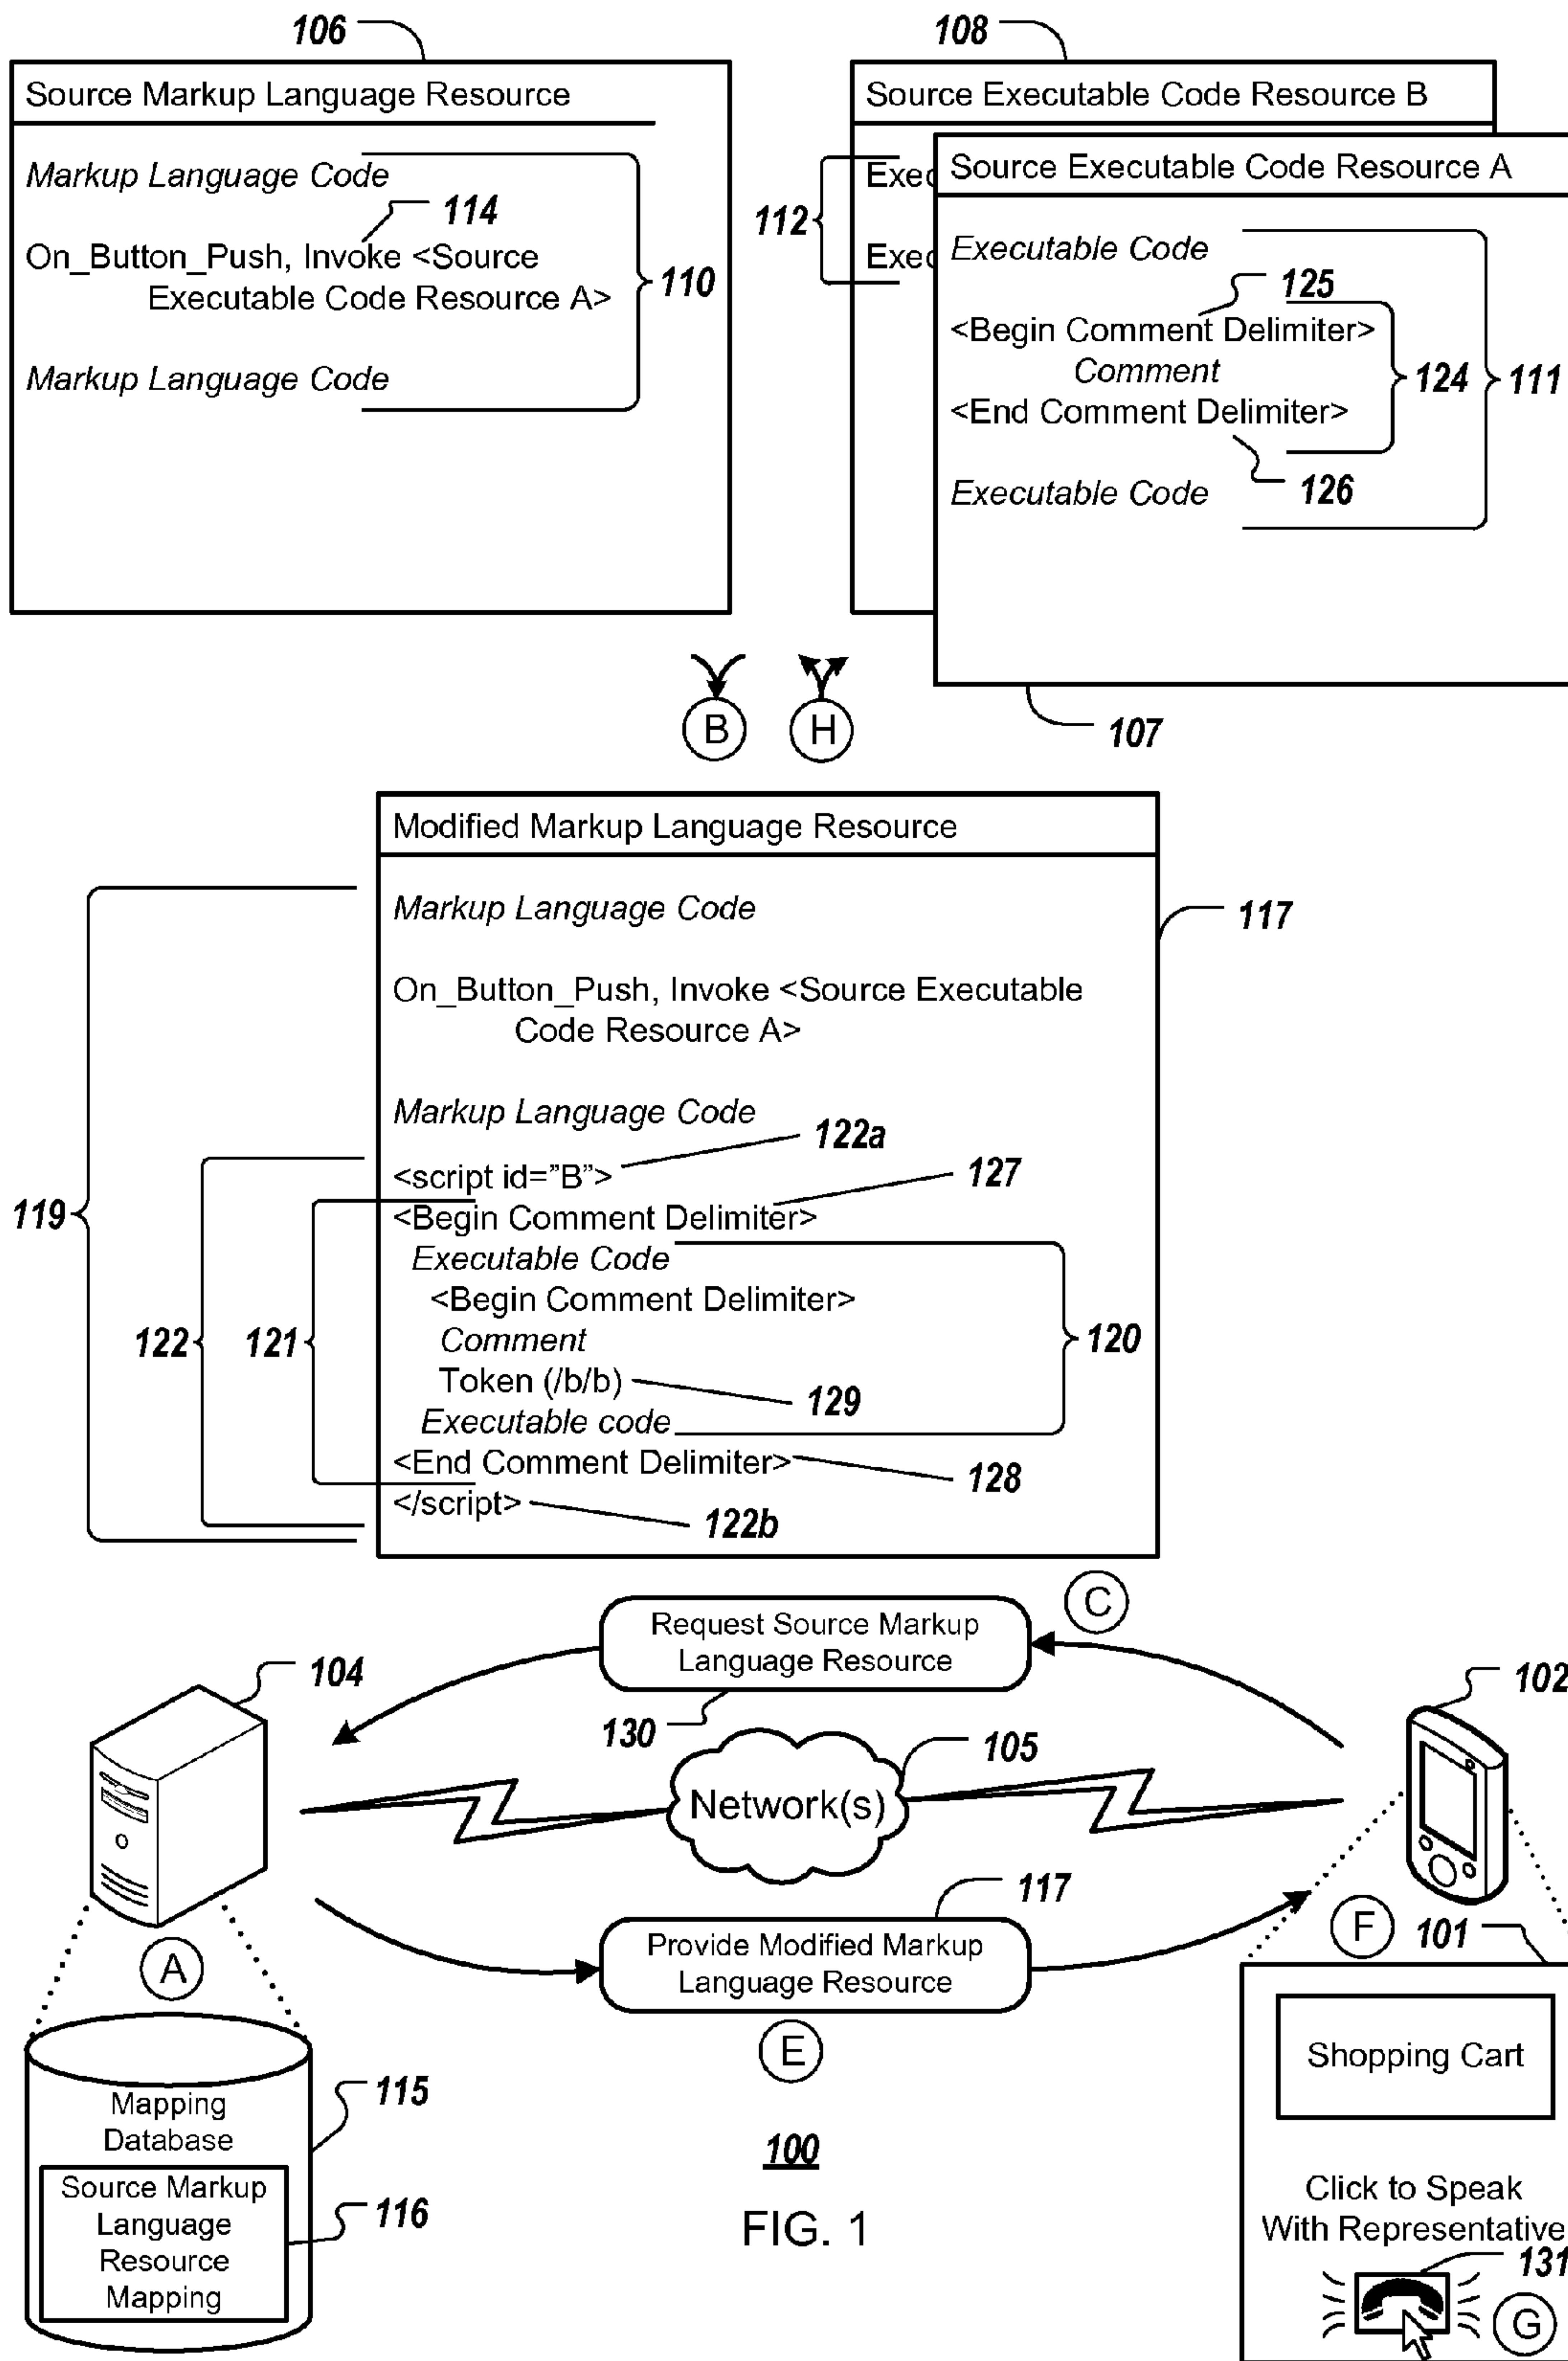 106
Source Markup Language Resource
Markup Language Code
114
On_Button_Push, Invoke <Source
Executable Code Resource A>
110
Markup Language Code
108
Source Executable Code Resource B
112
Exec
Exec
Source Executable Code Resource A
Executable Code
125
<Begin Comment Delimiter>
Comment
124
111
<End Comment Delimiter>
126
Executable Code
107
B
H
Modified Markup Language Resource
Markup Language Code
117
On_Button_Push, Invoke <Source Executable
Code Resource A>
Markup Language Code
122a
<script id=”B”>
127
119
<Begin Comment Delimiter>
Executable Code
<Begin Comment Delimiter>
122
121
Comment
120
Token (/b/b)
129
Executable code
<End Comment Delimiter>
128
</script>
122b
C
Request Source Markup
Language Resource
104
102
130
105
Network(s)
117
Provide Modified Markup
Language Resource
F
101
A
E
Shopping Cart
Mapping
Database
115
100
Source Markup
Language
Resource
Mapping
116
FIG. 1
Click to Speak
With Representative
131
G